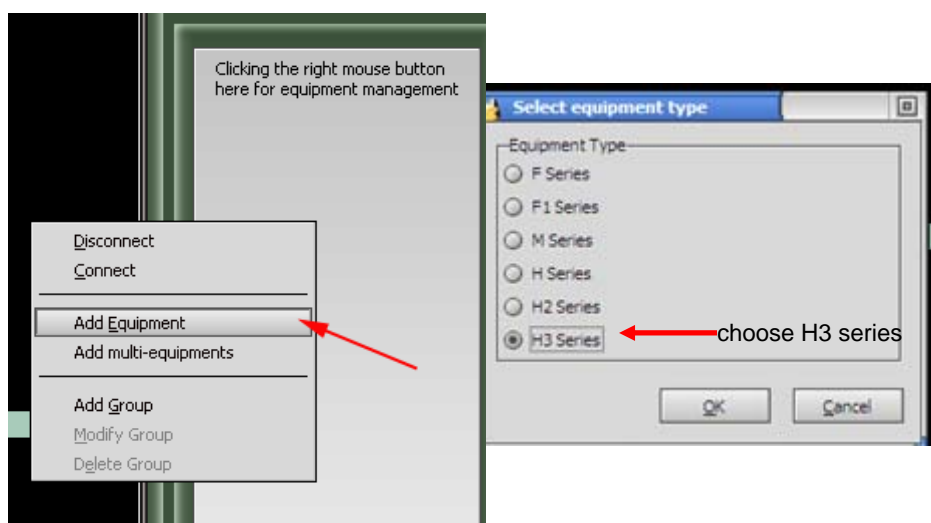 Clicking the right mouse button
here for equipment management
Disconnect
Connect
Add Equipment
Add multi-equipments
Add Group
Modify Group
Delete Group
Select equipment type
Equipment Type
F Series
F1 Series
M Series
H Series
H2 Series
H3 Series
choose H3 series
OK
Cancel